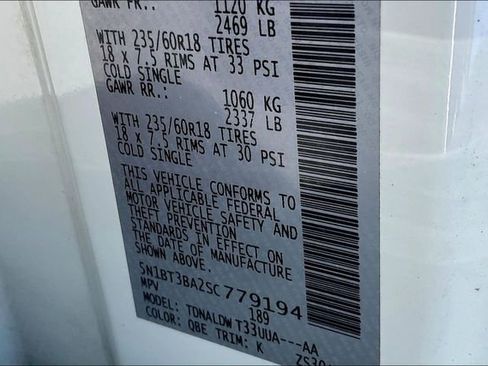 GAWR FR.: 1120 KG
2469 LB
WITH 235/60R18 TIRES
18 X 7.5 RIMS AT 33 PSI
COLD SINGLE
GAWR RR.: 1060 KG
2337 LB
WITH 235/60R18 TIRES
18 X 7.5 RIMS AT 30 PSI
COLD SINGLE
THIS VEHICLE CONFORMS TO
ALL APPLICABLE FEDERAL
MOTOR VEHICLE SAFETY AND
THEFT PREVENTION
STANDARDS IN EFFECT ON
THE DATE OF MANUFACTURE
SHOWN ABOVE.
5N1BT3BA2SC779194
MPV 189
MODEL: TDNALDWT33UUA---AA
COLOR: QBE TRIM: K